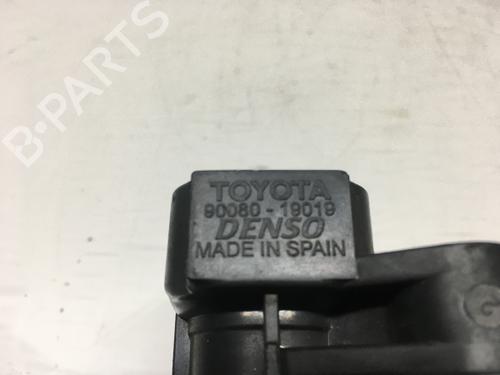 B-PARTS
TOYOTA
90080-19019
DENSO
MADE IN SPAIN
G